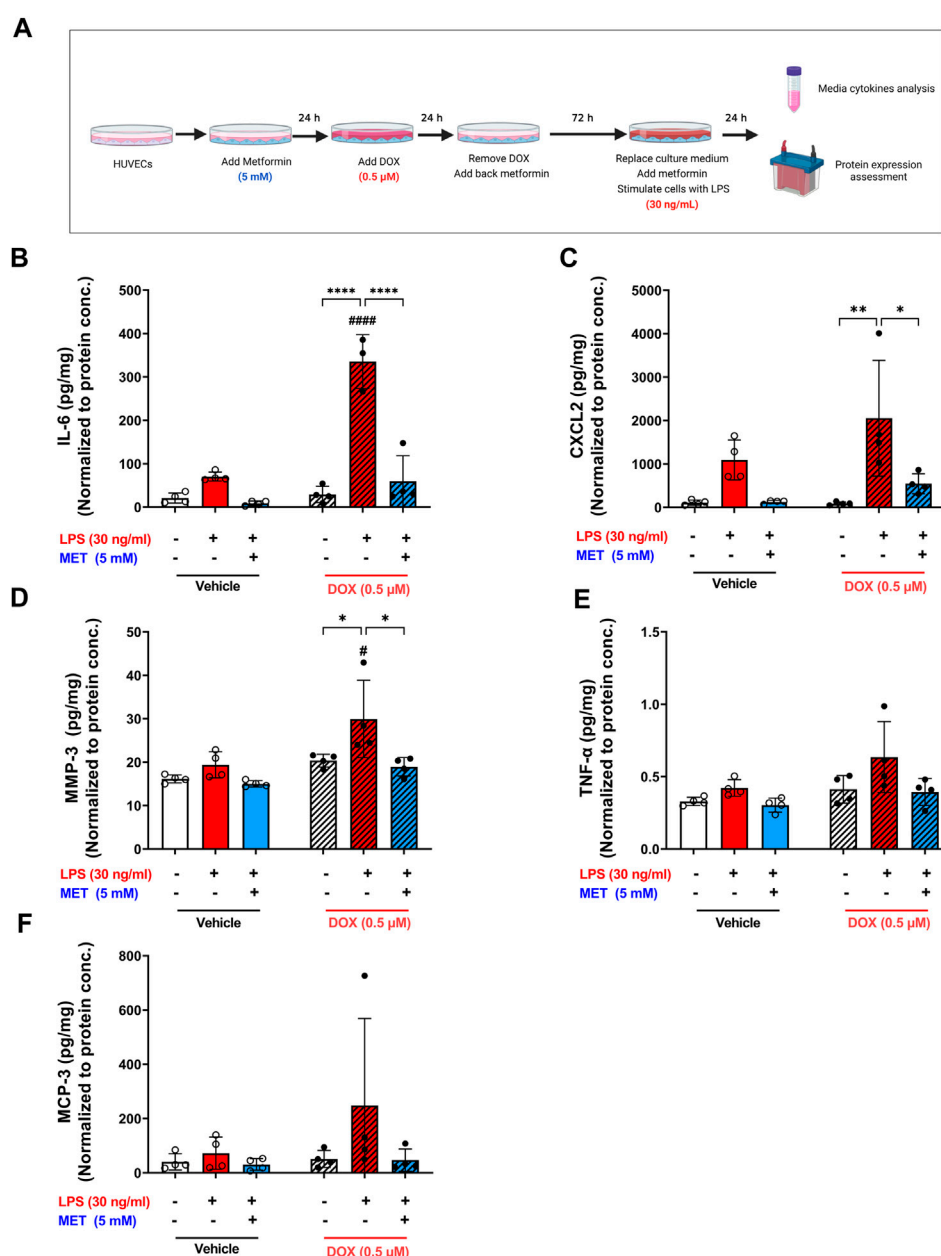 A
24 h
24 h
72 h
24 h
Media cytokines analysis
HUVECs
Add Metformin
(5 mM)
Add DOX
(0.5 µM)
Remove DOX
Add back metformin
Replace culture medium
Add metformin
Stimulate cells with LPS
(30 ng/mL)
Protein expression
assessment
B
IL-6 (pg/mg)
(Normalized to protein conc.)
500
400
300
200
100
0
**** ****
####
LPS (30 ng/ml) - + + - + +
MET (5 mM) - - + - - +
Vehicle
DOX (0.5 µM)
C
CXCL2 (pg/mg)
(Normalized to protein conc.)
5000
4000
3000
2000
1000
0
** *
LPS (30 ng/ml) - + + - + +
MET (5 mM) - - + - - +
Vehicle
DOX (0.5 µM)
D
MMP-3 (pg/mg)
(Normalized to protein conc.)
50
40
30
20
10
0
* *
#
LPS (30 ng/ml) - + + - + +
MET (5 mM) - - + - - +
Vehicle
DOX (0.5 µM)
E
TNF-α (pg/mg)
(Normalized to protein conc.)
1.5
1.0
0.5
0.0
LPS (30 ng/ml) - + + - + +
MET (5 mM) - - + - - +
Vehicle
DOX (0.5 µM)
F
MCP-3 (pg/mg)
(Normalized to protein conc.)
800
600
400
200
0
LPS (30 ng/ml) - + + - + +
MET (5 mM) - - + - - +
Vehicle
DOX (0.5 µM)